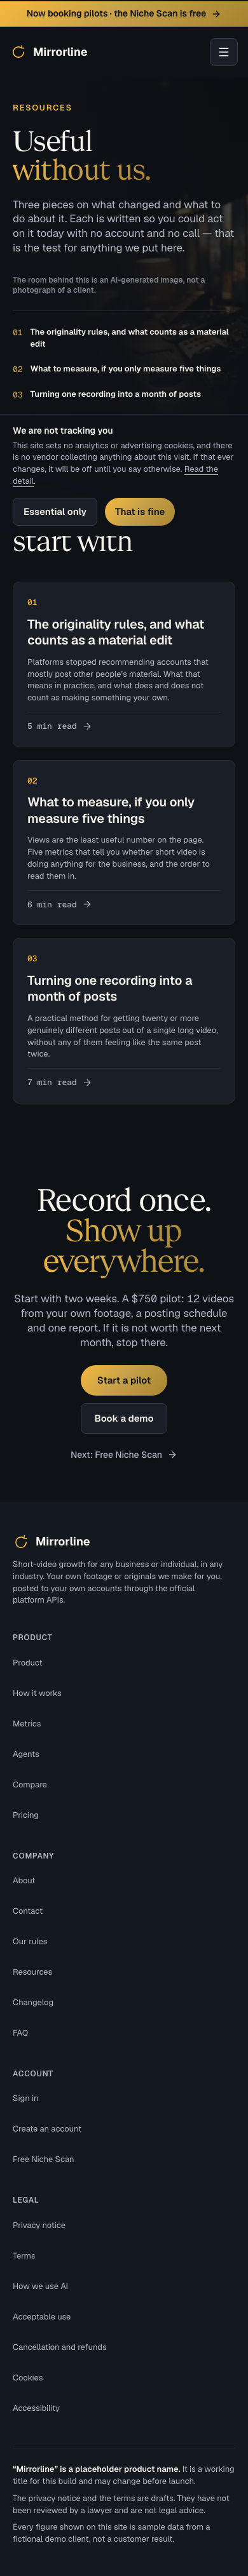 Now booking pilots · the Niche Scan is free →
Mirrorline
RESOURCES
Useful
without us.
Three pieces on what changed and what to
do about it. Each is written so you could act
on it today with no account and no call — that
is the test for anything we put here.
The room behind this is an AI-generated image, not a
photograph of a client.
01 The originality rules, and what counts as a material
edit
02 What to measure, if you only measure five things
03 Turning one recording into a month of posts
We are not tracking you
This site sets no analytics or advertising cookies, and there
is no vendor collecting anything about this visit. If that ever
changes, it will be off until you say otherwise. Read the
detail.
Essential only
That is fine
start with
01
The originality rules, and what
counts as a material edit
Platforms stopped recommending accounts that
mostly post other people's material. What that
means in practice, and what does and does not
count as making something your own.
5 min read →
02
What to measure, if you only
measure five things
Views are the least useful number on the page.
Five metrics that tell you whether short video is
doing anything for the business, and the order to
read them in.
6 min read →
03
Turning one recording into a
month of posts
A practical method for getting twenty or more
genuinely different posts out of a single long video,
without any of them feeling like the same post
twice.
7 min read →
Record once.
Show up
everywhere.
Start with two weeks. A $750 pilot: 12 videos
from your own footage, a posting schedule
and one report. If it is not worth the next
month, stop there.
Start a pilot
Book a demo
Next: Free Niche Scan →
Mirrorline
Short-video growth for any business or individual, in any
industry. Your own footage or originals we make for you,
posted to your own accounts through the official
platform APIs.
PRODUCT
Product
How it works
Metrics
Agents
Compare
Pricing
COMPANY
About
Contact
Our rules
Resources
Changelog
FAQ
ACCOUNT
Sign in
Create an account
Free Niche Scan
LEGAL
Privacy notice
Terms
How we use AI
Acceptable use
Cancellation and refunds
Cookies
Accessibility
“Mirrorline” is a placeholder product name. It is a working
title for this build and may change before launch.
The privacy notice and the terms are drafts. They have not
been reviewed by a lawyer and are not legal advice.
Every figure shown on this site is sample data from a
fictional demo client, not a customer result.